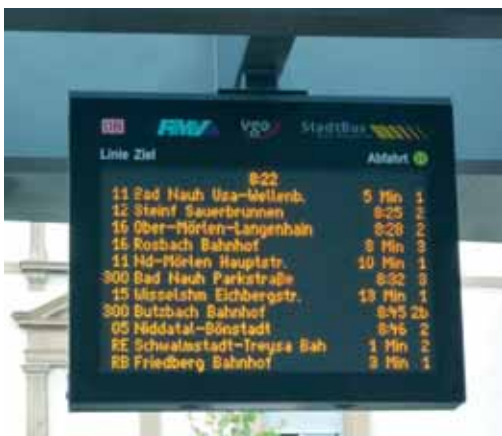 DB RMV vgo StadtBus
Linie Ziel Abfahrt
8:22
11 Bad Nauh Usa-Wellenb. 5 Min 1
12 Steinf Sauerbrunnen 8:25 2
16 Ober-Mörlen-Langenhain 8:28 2
16 Rosbach Bahnhof 8 Min 3
11 Nd-Mörlen Hauptstr. 10 Min 1
300 Bad Nauh Parkstraße 8:32 3
15 Wisselshm Eichbergstr. 13 Min 1
300 Butzbach Bahnhof 8:45 2b
05 Niddatal-Bönstadt 8:46 2
RE Schwalmstadt-Treysa Bah 1 Min 2
RB Friedberg Bahnhof 3 Min 1